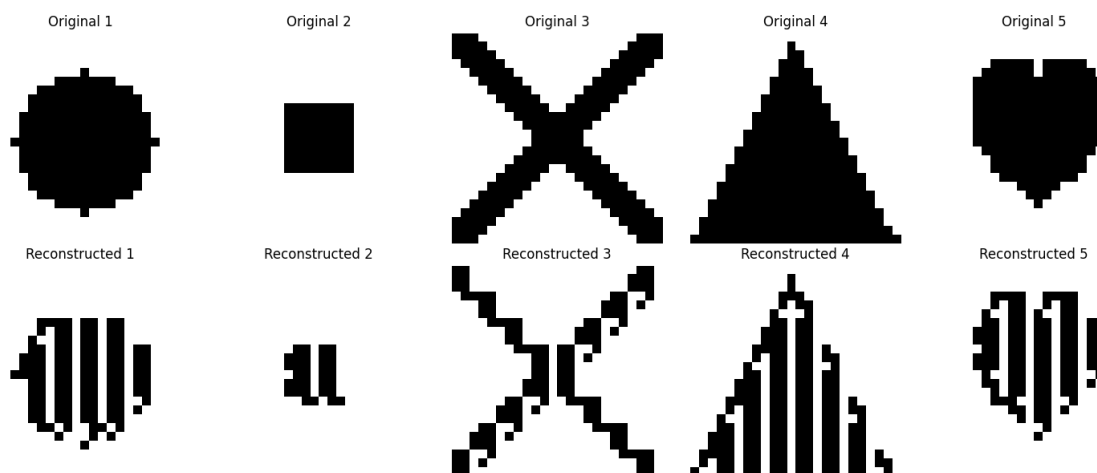 Original 1
Original 2
Original 3
Original 4
Original 5
Reconstructed 1
Reconstructed 2
Reconstructed 3
Reconstructed 4
Reconstructed 5